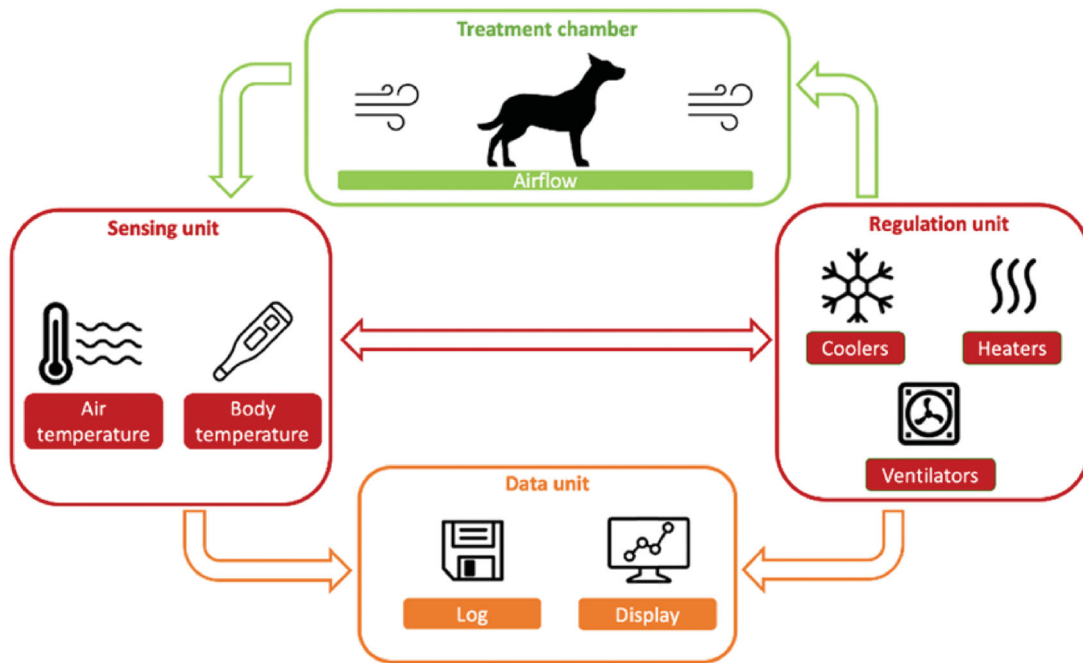 Treatment chamber
Airflow
Sensing unit
Air
temperature
Body
temperature
Regulation unit
Coolers
Heaters
Ventilators
Data unit
Log
Display